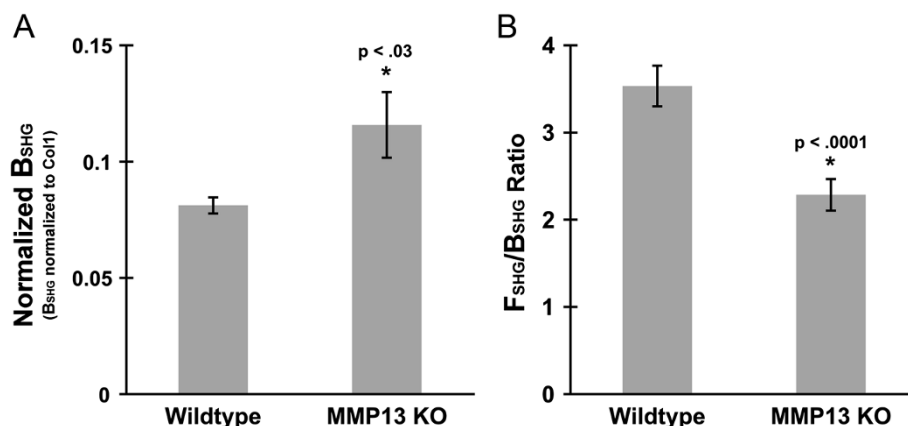 A
Normalized BSHG
(BSHG normalized to Col1)
0.15
0.1
0.05
0
p < .03
*
Wildtype
MMP13 KO
B
FSHG/BSHG Ratio
4
3
2
1
0
p < .0001
*
Wildtype
MMP13 KO